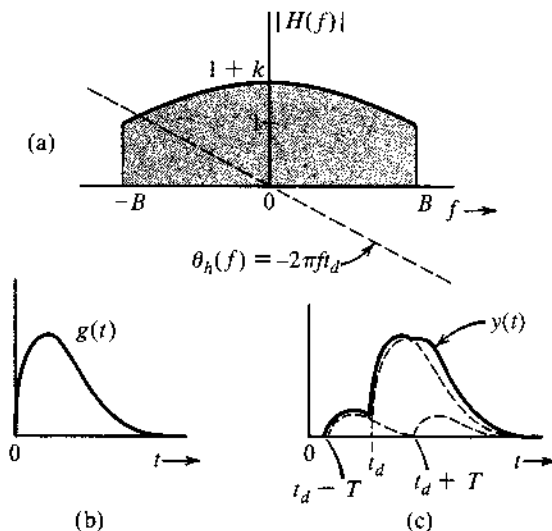 |H(f)|
1 + k
1
(a)
−B
0
B
f
θh(f) = −2πftd
g(t)
0
t
(b)
y(t)
0
td − T
td
td + T
t
(c)